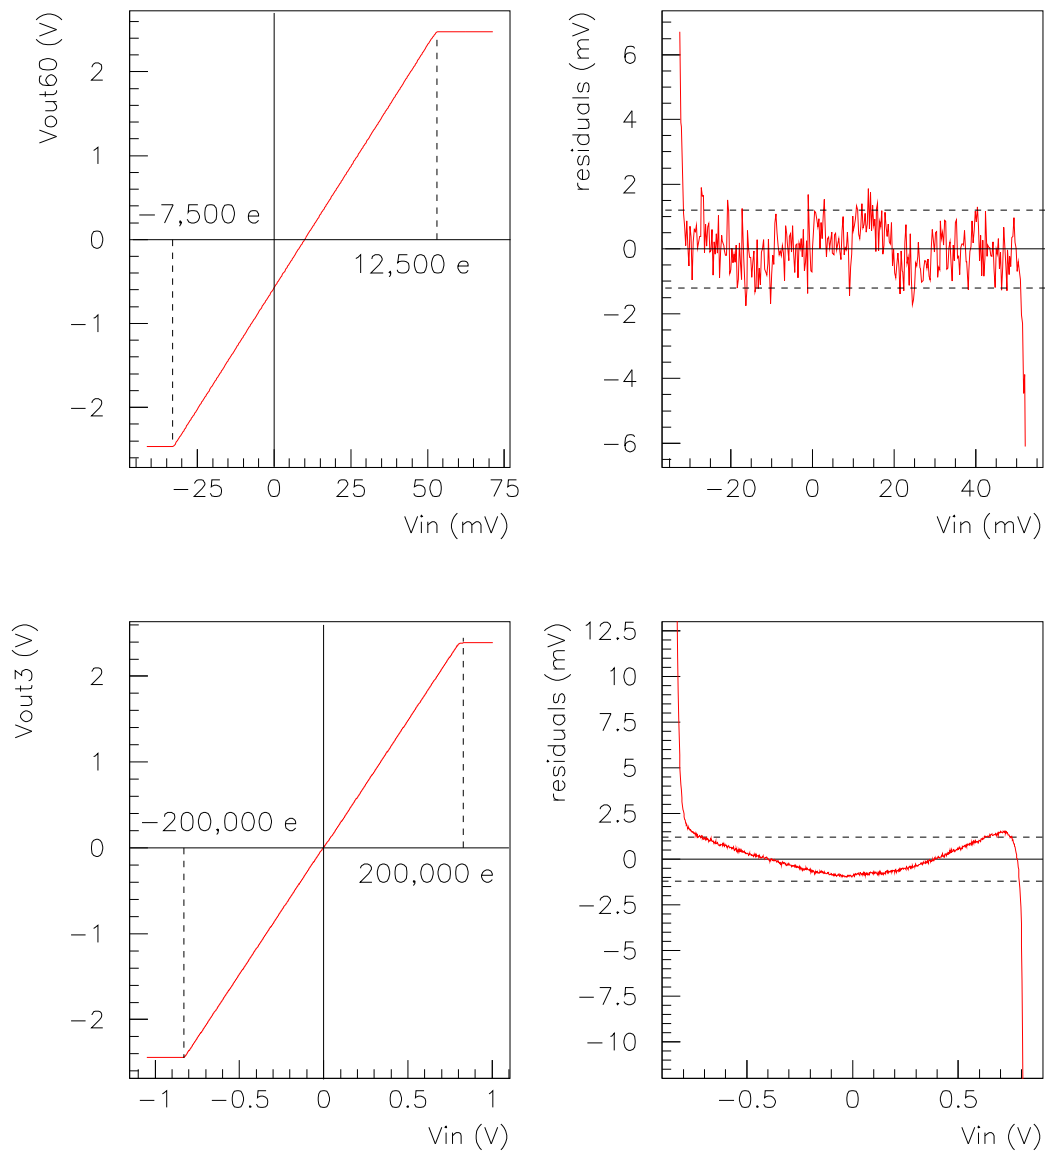 Vout60 (V)
2
1
0
−1
−2
−7,500 e
12,500 e
−25 0 25 50 75
Vin (mV)
residuals (mV)
6
4
2
0
−2
−4
−6
−20 0 20 40
Vin (mV)
Vout3 (V)
2
1
0
−1
−2
−200,000 e
200,000 e
−1 −0.5 0 0.5 1
Vin (V)
residuals (mV)
12.5
10
7.5
5
2.5
0
−2.5
−5
−7.5
−10
−0.5 0 0.5
Vin (V)